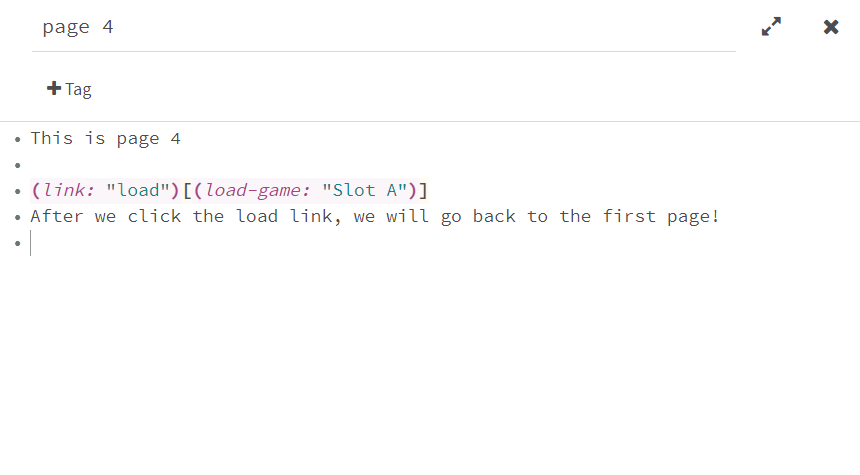 page 4
+ Tag
This is page 4
(link: "load")[(load-game: "Slot A")]
After we click the load link, we will go back to the first page!